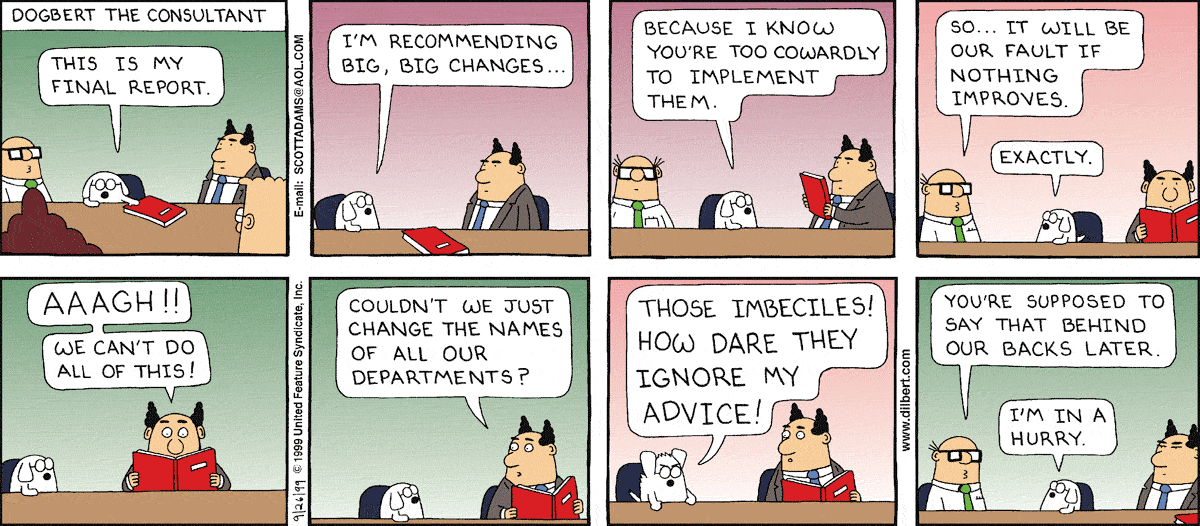 DOGBERT THE CONSULTANT
THIS IS MY
FINAL REPORT.
E-mail: SCOTTADAMS@AOL.COM
I'M RECOMMENDING
BIG, BIG CHANGES...
BECAUSE I KNOW
YOU'RE TOO COWARDLY
TO IMPLEMENT
THEM.
SO... IT WILL BE
OUR FAULT IF
NOTHING
IMPROVES.
EXACTLY.
AAAGH!!
WE CAN'T DO
ALL OF THIS!
9/26/99 © 1999 United Feature Syndicate, Inc.
COULDN'T WE JUST
CHANGE THE NAMES
OF ALL OUR
DEPARTMENTS?
THOSE IMBECILES!
HOW DARE THEY
IGNORE MY
ADVICE!
www.dilbert.com
YOU'RE SUPPOSED TO
SAY THAT BEHIND
OUR BACKS LATER.
I'M IN A
HURRY.